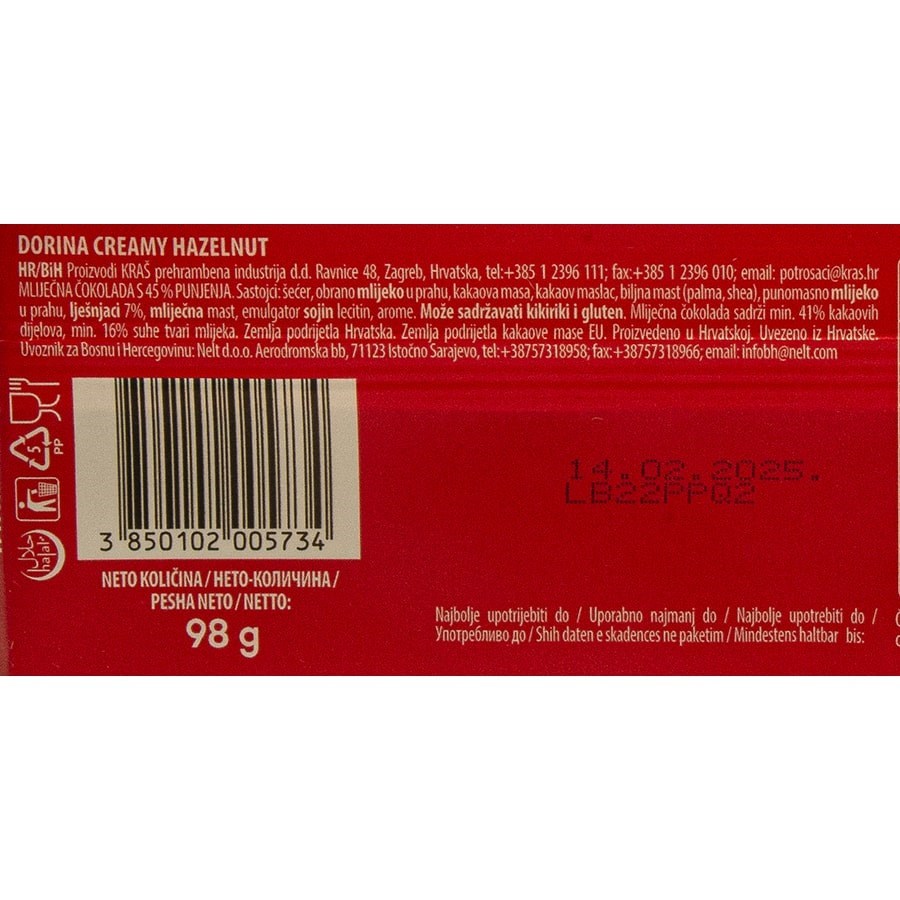 DORINA CREAMY HAZELNUT
HR/BiH Proizvodi KRAŠ prehrambena industrija d.d. Ravnice 48, Zagreb, Hrvatska, tel:+385 1 2396 111; fax:+385 1 2396 010; email: potrosaci@kras.hr
MLIJEČNA ČOKOLADA S 45 % PUNJENJA. Sastojci: šećer, obrano mlijeko u prahu, kakaova masa, kakaov maslac, biljna mast (palma, shea), punomasno mlijeko
u prahu, lješnjaci 7%, mliječna mast, emulgator sojin lecitin, arome. Može sadržavati kikiriki i gluten. Mliječna čokolada sadrži min. 41% kakaovih
dijelova, min. 16% suhe tvari mlijeka. Zemlja podrijetla Hrvatska. Zemlja podrijetla kakaove mase EU. Proizvedeno u Hrvatskoj. Uvezeno iz Hrvatske.
Uvoznik za Bosnu i Hercegovinu: Nelt d.o.o. Aerodromska bb, 71123 Istočno Sarajevo, tel:+38757318958; fax:+38757318966; email: infobh@nelt.com
5
PP
حلال
halal
3 850102 005734
14.02.2025.
LB22PPQ2
NETO KOLIČINA / НЕТО-КОЛИЧИНА /
PESHA NETO / NETTO:
98 g
Najbolje upotrijebiti do / Uporabno najmanj do / Najbolje upotrebiti do /
Употребливо до / Shih daten e skadences ne paketim / Mindestens haltbar bis: